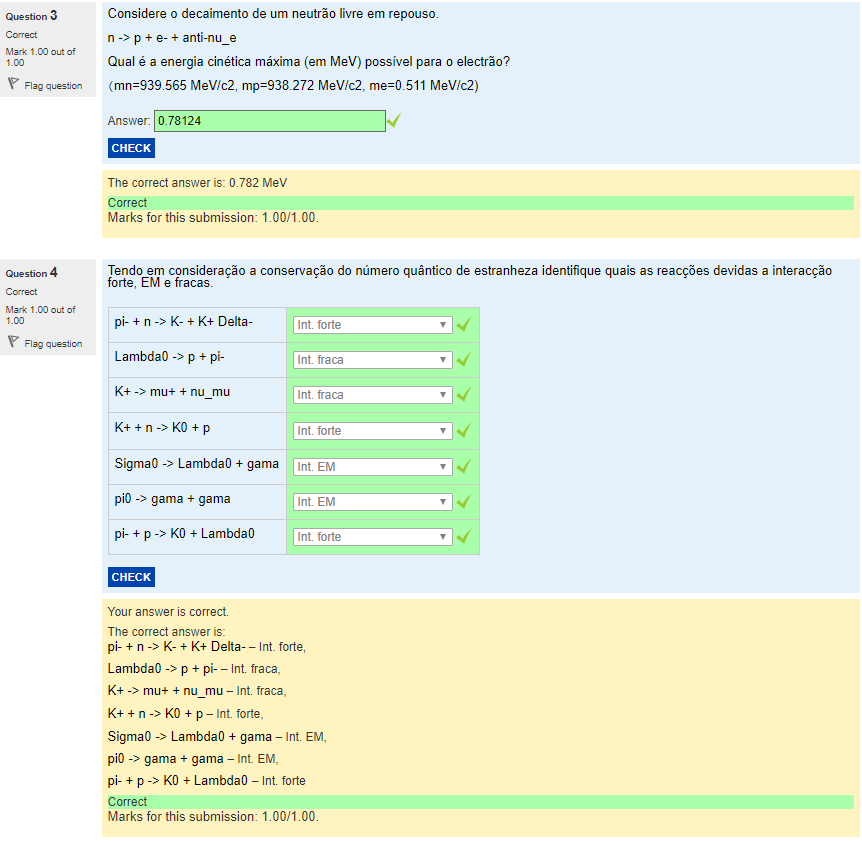 Question 3
Correct
Mark 1.00 out of
1.00
Flag question
Considere o decaimento de um neutrão livre em repouso.
n -> p + e- + anti-nu_e
Qual é a energia cinética máxima (em MeV) possível para o electrão?
(mn=939.565 MeV/c2, mp=938.272 MeV/c2, me=0.511 MeV/c2)
Answer: 0.78124
CHECK
The correct answer is: 0.782 MeV
Correct
Marks for this submission: 1.00/1.00.
Question 4
Correct
Mark 1.00 out of
1.00
Flag question
Tendo em consideração a conservação do número quântico de estranheza identifique quais as reacções devidas a interacção
forte, EM e fracas.
pi- + n -> K- + K+ Delta- Int. forte
Lambda0 -> p + pi- Int. fraca
K+ -> mu+ + nu_mu Int. fraca
K+ + n -> K0 + p Int. forte
Sigma0 -> Lambda0 + gama Int. EM
pi0 -> gama + gama Int. EM
pi- + p -> K0 + Lambda0 Int. forte
CHECK
Your answer is correct.
The correct answer is:
pi- + n -> K- + K+ Delta- – Int. forte,
Lambda0 -> p + pi- – Int. fraca,
K+ -> mu+ + nu_mu – Int. fraca,
K+ + n -> K0 + p – Int. forte,
Sigma0 -> Lambda0 + gama – Int. EM,
pi0 -> gama + gama – Int. EM,
pi- + p -> K0 + Lambda0 – Int. forte
Correct
Marks for this submission: 1.00/1.00.